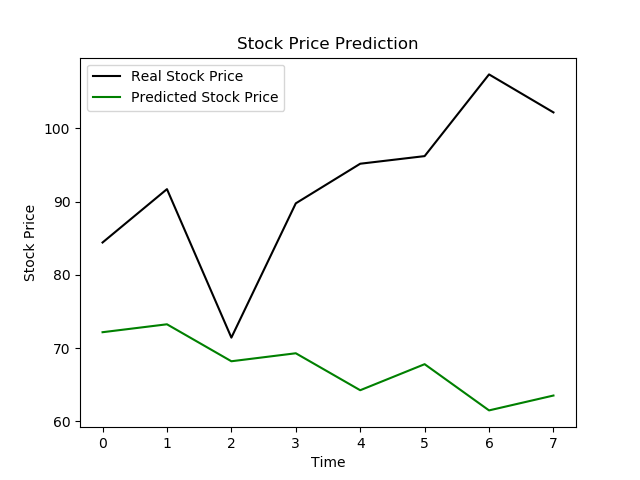 Stock Price Prediction
Real Stock Price
Predicted Stock Price
100
90
80
70
60
Stock Price
0 1 2 3 4 5 6 7
Time